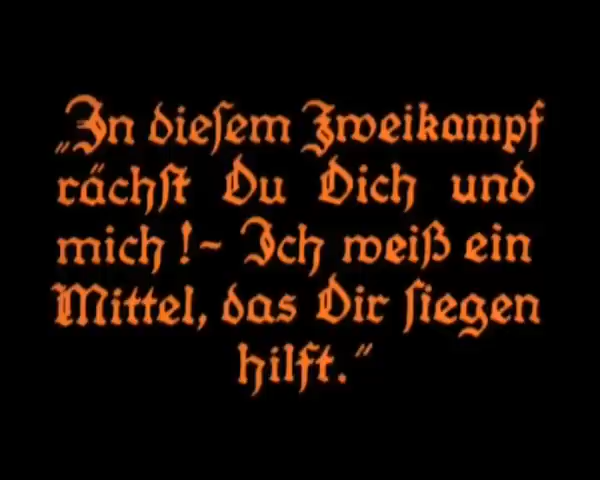 „In diesem Zweikampf
rächst Du Dich und
mich! - Ich weiß ein
Mittel, das Dir siegen
hilft.“